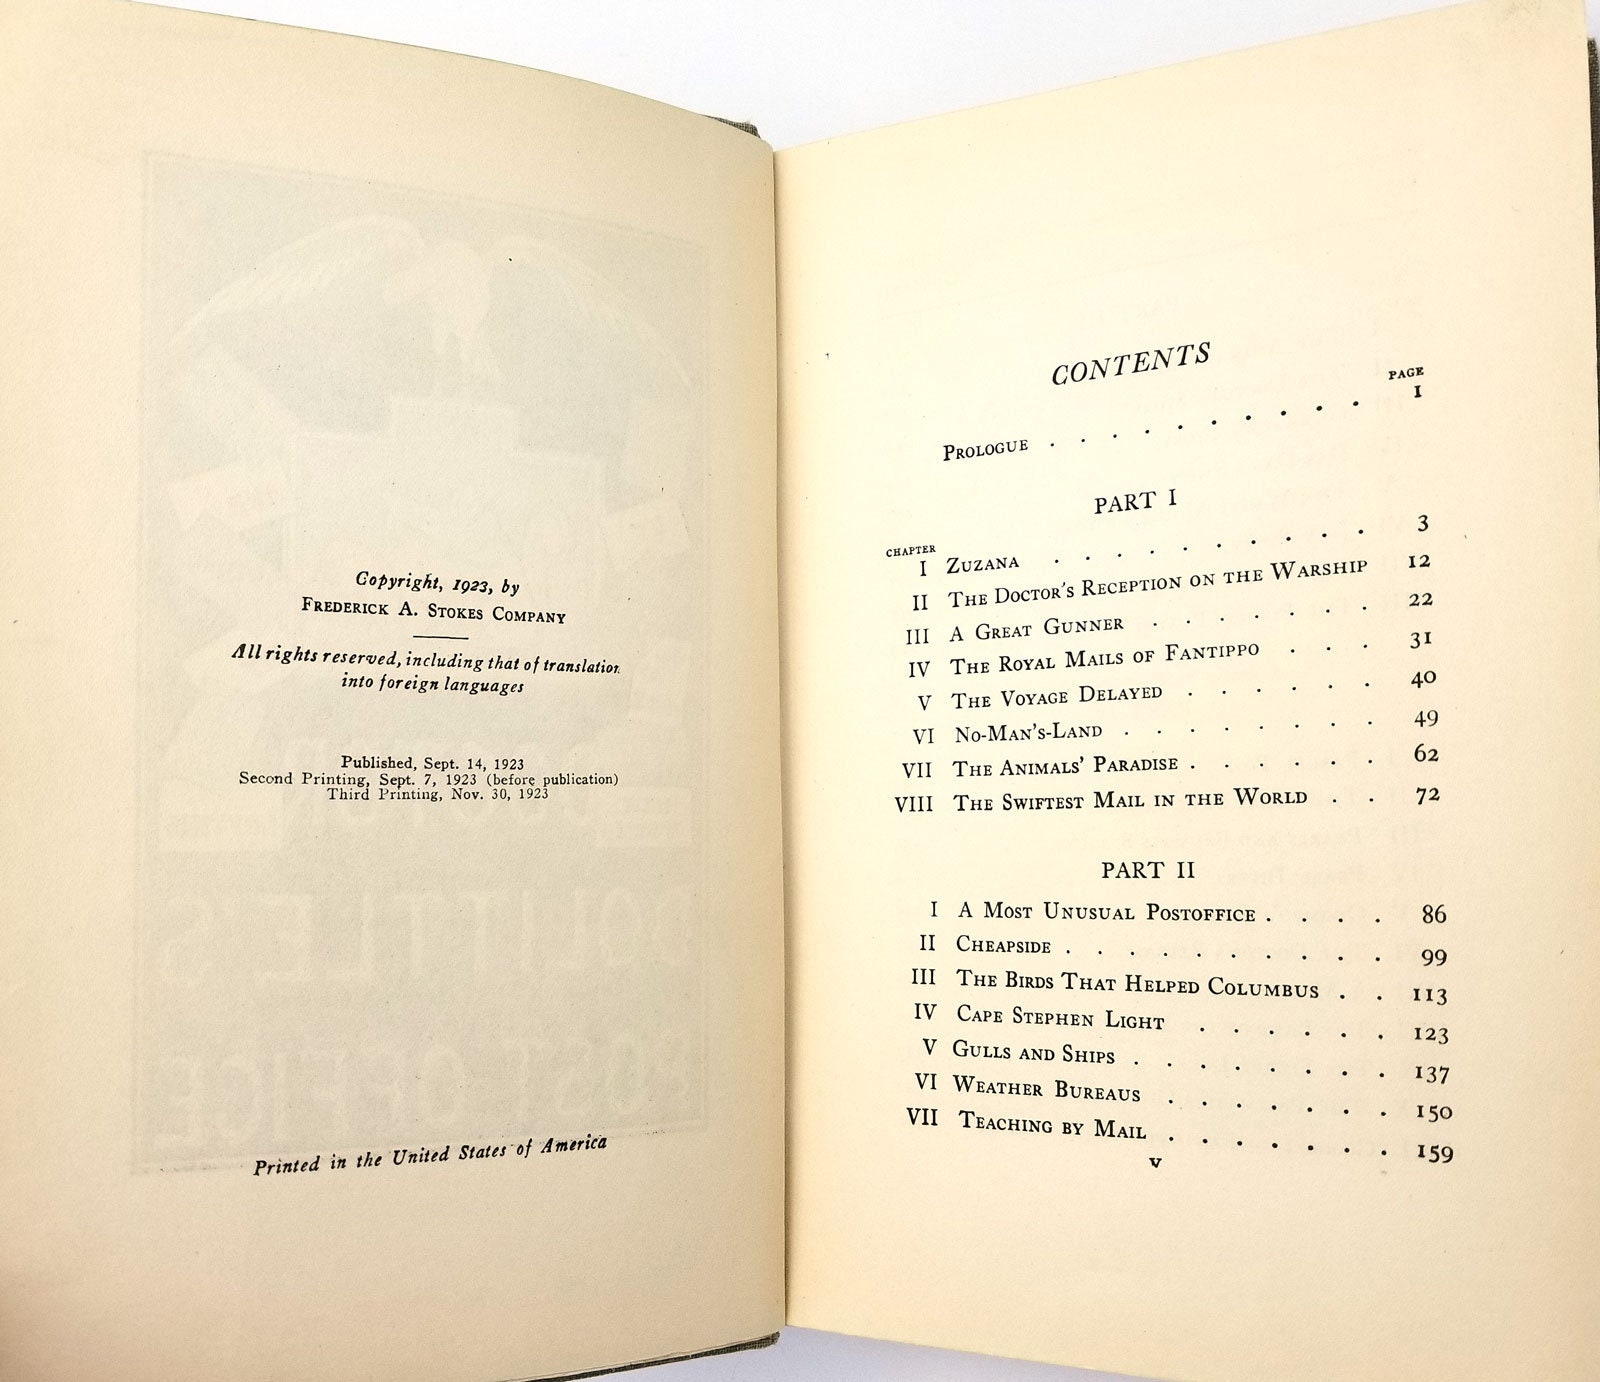 Copyright, 1923, by
FREDERICK A. STOKES COMPANY
All rights reserved, including that of translation
into foreign languages
Published, Sept. 14, 1923
Second Printing, Sept. 7, 1923 (before publication)
Third Printing, Nov. 30, 1923
Printed in the United States of America
CONTENTS
PAGE
PROLOGUE . . . . . . . . . . 1
PART I
CHAPTER
I ZUZANA . . . . . . . . . . 3
II THE DOCTOR'S RECEPTION ON THE WARSHIP 12
III A GREAT GUNNER . . . . . . . 22
IV THE ROYAL MAILS OF FANTIPPO . . . 31
V THE VOYAGE DELAYED . . . . . . 40
VI NO-MAN'S-LAND . . . . . . . . 49
VII THE ANIMALS' PARADISE . . . . . . 62
VIII THE SWIFTEST MAIL IN THE WORLD . . 72
PART II
I A MOST UNUSUAL POSTOFFICE . . . . 86
II CHEAPSIDE . . . . . . . . . . 99
III THE BIRDS THAT HELPED COLUMBUS . . 113
IV CAPE STEPHEN LIGHT . . . . . . 123
V GULLS AND SHIPS . . . . . . . . 137
VI WEATHER BUREAUS . . . . . . . 150
VII TEACHING BY MAIL . . . . . . . 159
v